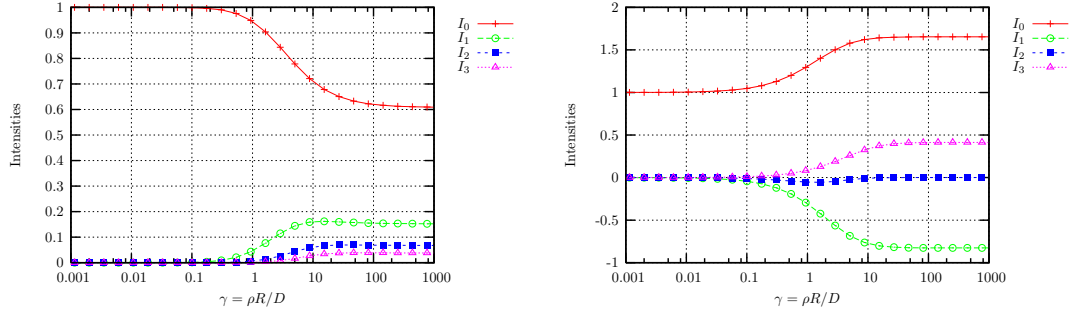 1
0.9
0.8
0.7
0.6
0.5
0.4
0.3
0.2
0.1
0
Intensities
0.001 0.01 0.1 1 10 100 1000
γ = ρR/D
I₀
I₁
I₂
I₃
2
1.5
1
0.5
0
-0.5
-1
Intensities
0.001 0.01 0.1 1 10 100 1000
γ = ρR/D
I₀
I₁
I₂
I₃